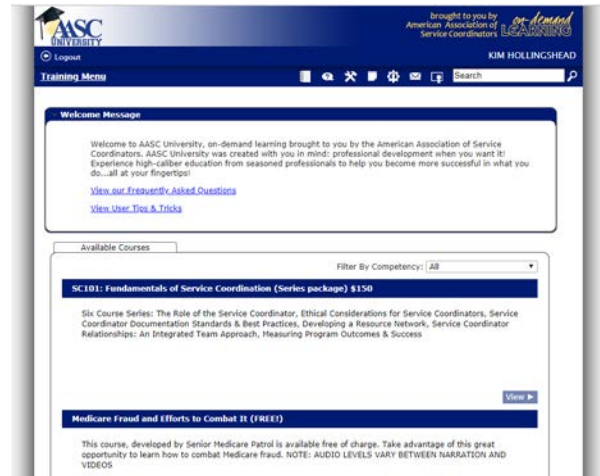 AASC
UNIVERSITY
brought to you by
American Association of
Service Coordinators
on-demand
LEARNING
Logout
KIM HOLLINGSHEAD
Training Menu
Search
Welcome Message
Welcome to AASC University, on-demand learning brought to you by the American Association of Service
Coordinators. AASC University was created with you in mind: professional development when you want it!
Experience high-caliber education from seasoned professionals to help you become more successful in what you
do...all at your fingertips!
View our Frequently Asked Questions
View User Tips & Tricks
Available Courses
Filter By Competency: All
SC101: Fundamentals of Service Coordination (Series package) $150
Six Course Series: The Role of the Service Coordinator, Ethical Considerations for Service Coordinators, Service
Coordinator Documentation Standards & Best Practices, Developing a Resource Network, Service Coordinator
Relationships: An Integrated Team Approach, Measuring Program Outcomes & Success
View
Medicare Fraud and Efforts to Combat It (FREE!)
This course, developed by Senior Medicare Patrol is available free of charge. Take advantage of this great
opportunity to learn how to combat Medicare fraud. NOTE: AUDIO LEVELS VARY BETWEEN NARRATION AND
VIDEOS